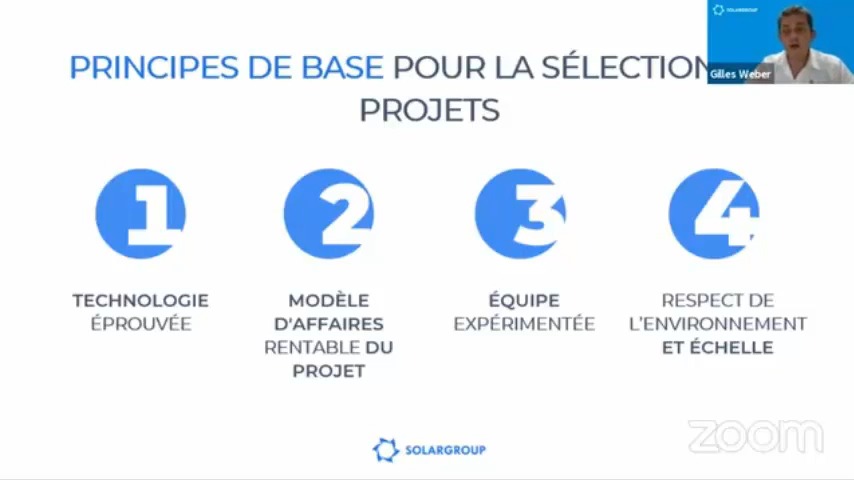 SOLARGROUP
Gilles Weber
PRINCIPES DE BASE POUR LA SÉLECTION
PROJETS
1
2
3
4
TECHNOLOGIE
ÉPROUVÉE
MODÈLE
D'AFFAIRES
RENTABLE DU
PROJET
ÉQUIPE
EXPÉRIMENTÉE
RESPECT DE
L'ENVIRONNEMENT
ET ÉCHELLE
SOLARGROUP
zoom